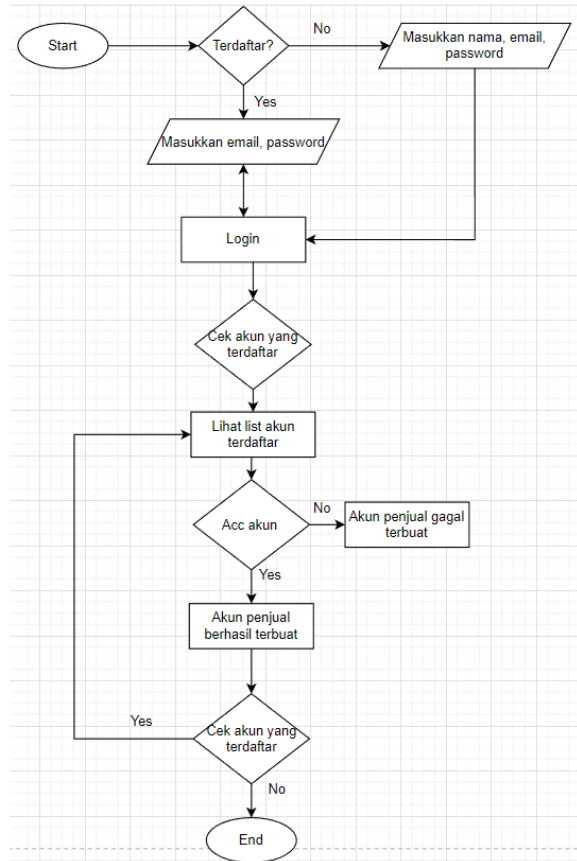 Start
Terdaftar?
No
Masukkan nama, email,
password
Yes
Masukkan email, password
Login
Cek akun yang
terdaftar
Lihat list akun
terdaftar
Acc akun
No
Akun penjual gagal
terbuat
Yes
Akun penjual
berhasil terbuat
Cek akun yang
terdaftar
Yes
No
End